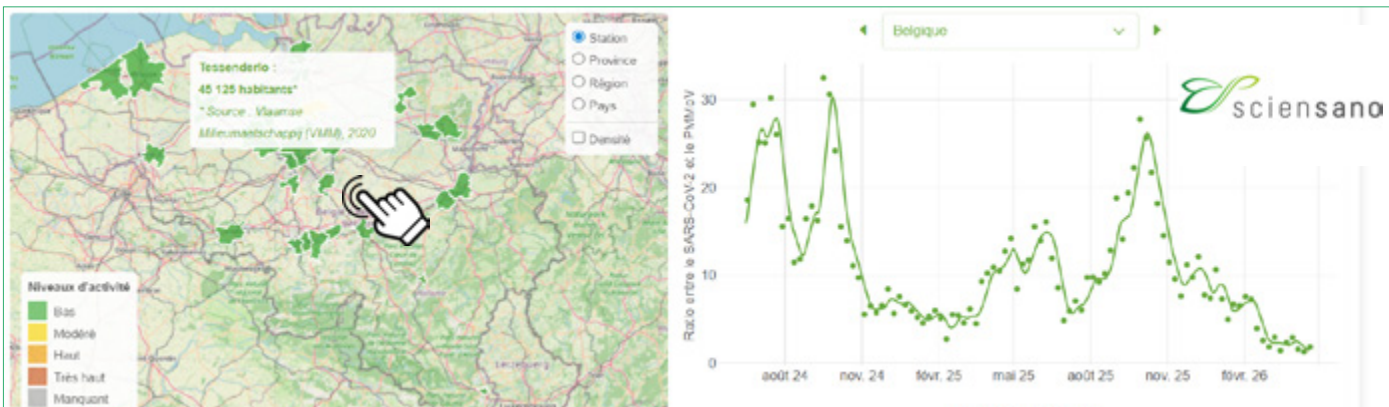 Tessenderlo :
45 125 habitants*
* Source : Vlaamse
Milieumaatschappij (VMM), 2020
Station
Province
Région
Pays
Densité
Niveaux d'activité
Bas
Modéré
Haut
Très haut
Manquant
Belgique
sciensano
Ratio entre le SARS-CoV-2 et le PMMoV
30
20
10
0
août 24
nov. 24
févr. 25
mai 25
août 25
nov. 25
févr. 26